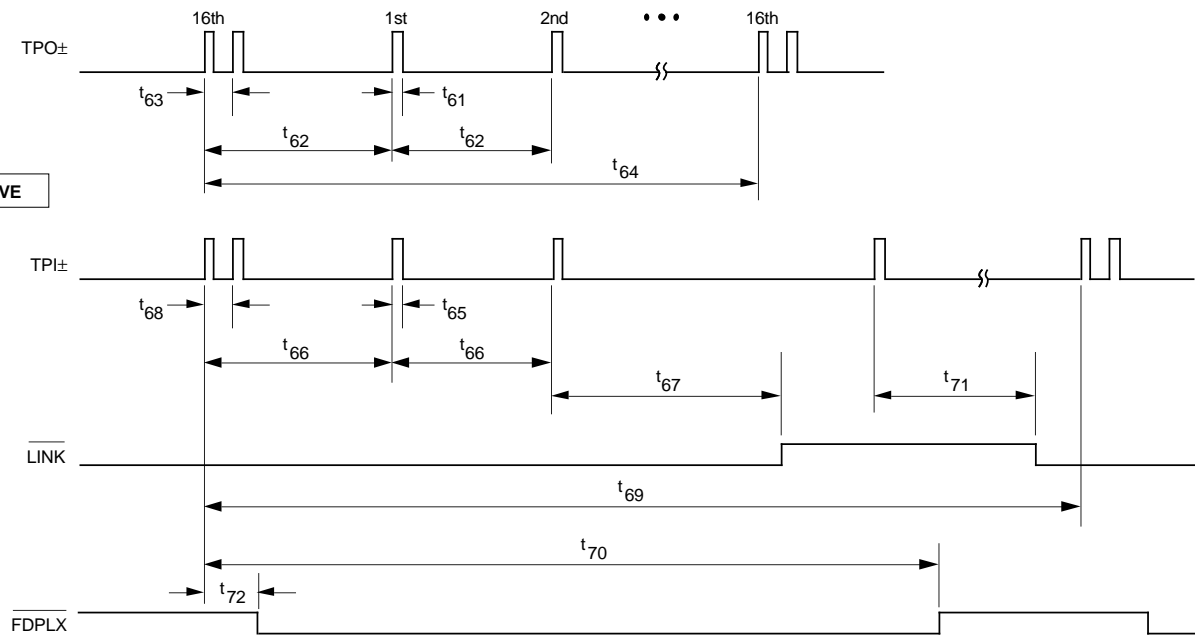 16th 1st 2nd • • • 16th
TPO±
t63 t61
t62 t62
t64
VE
TPI±
t68 t65
t66 t66
t67 t71
LINK
t69
t70
t72
FDPLX